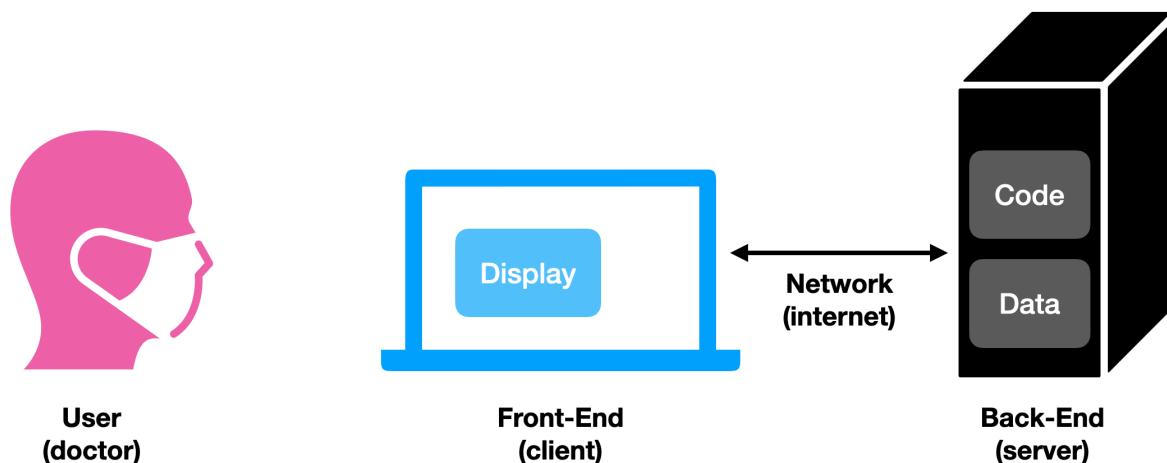 Display
Code
Data
Network
(internet)
User
(doctor)
Front-End
(client)
Back-End
(server)